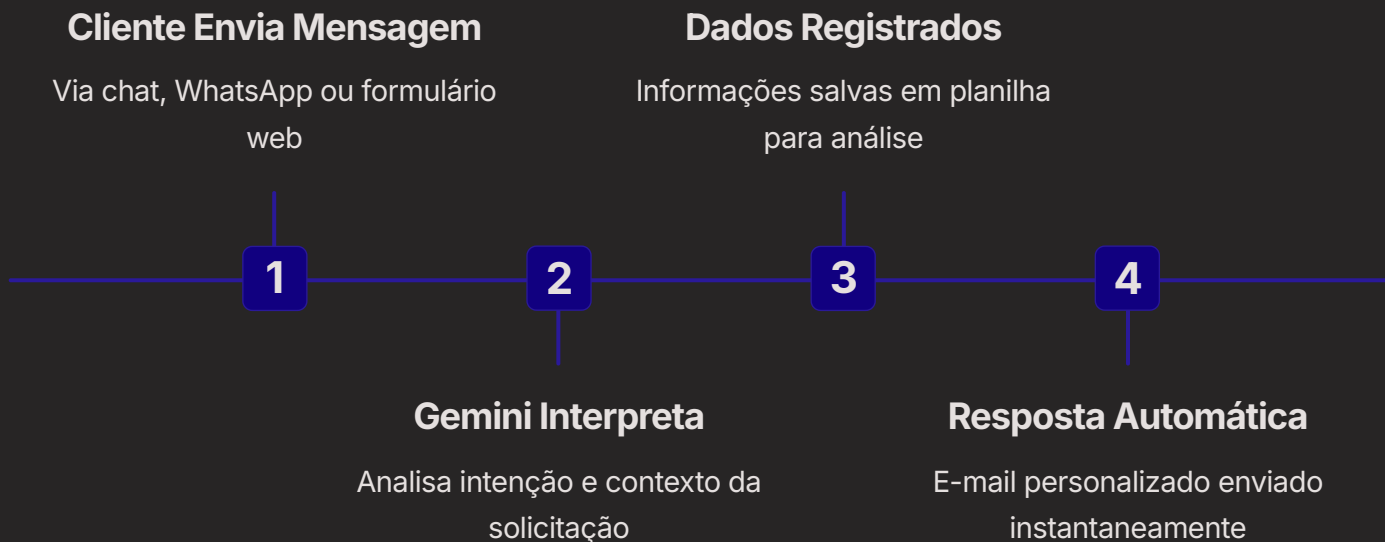 Cliente Envia Mensagem
Via chat, WhatsApp ou formulário
web
Dados Registrados
Informações salvas em planilha
para análise
1
2
3
4
Gemini Interpreta
Analisa intenção e contexto da
solicitação
Resposta Automática
E-mail personalizado enviado
instantaneamente